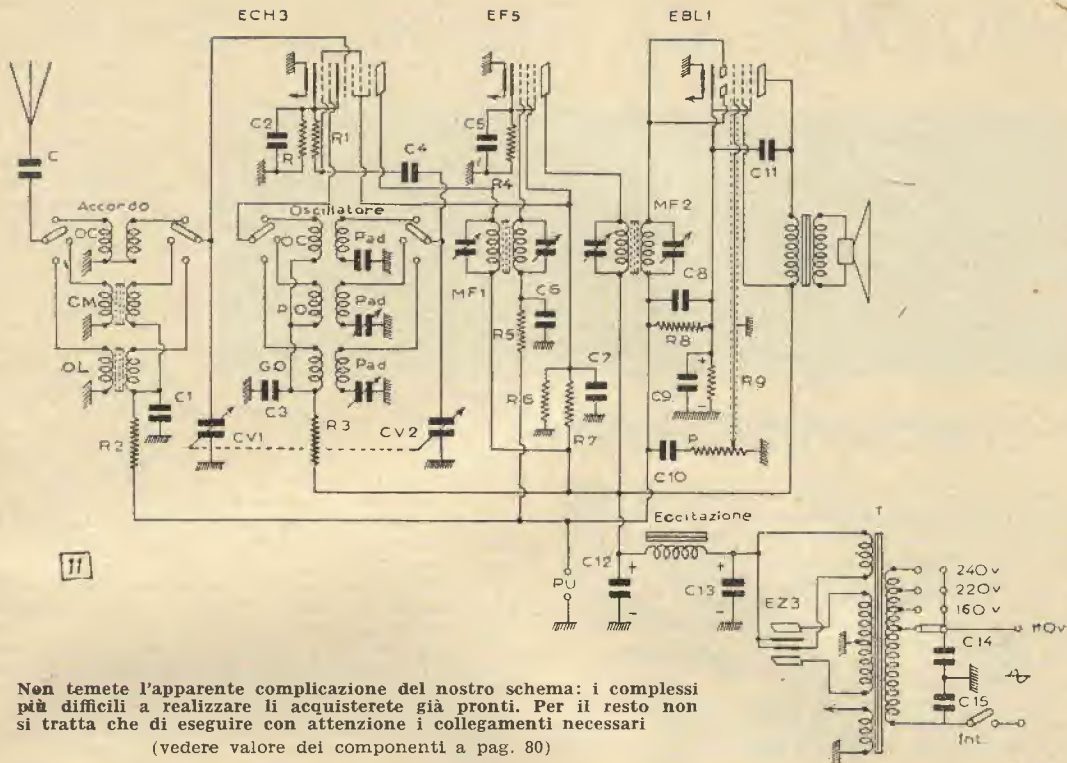 ECH3
EF5
EBL1
C
C2
R
R1
C4
C5
R4
C11
Accordo
Oscillatore
OC
OC
Pad
MF2
CM
PO
Pad
MF1
C6
C8
R5
R8
OL
GO
Pad
C7
C1
C3
R6
R7
C9
+
-
R9
R2
CV1
R3
CV2
C10
P
Eccitazione
T
11
PU
C12
+
-
+
C13
-
EZ3
240v
220v
160v
110v
C14
C15
Int.
Non temete l'apparente complicazione del nostro schema: i complessi
più difficili a realizzare li acquisterete già pronti. Per il resto non
si tratta che di eseguire con attenzione i collegamenti necessari
(vedere valore dei componenti a pag. 80)